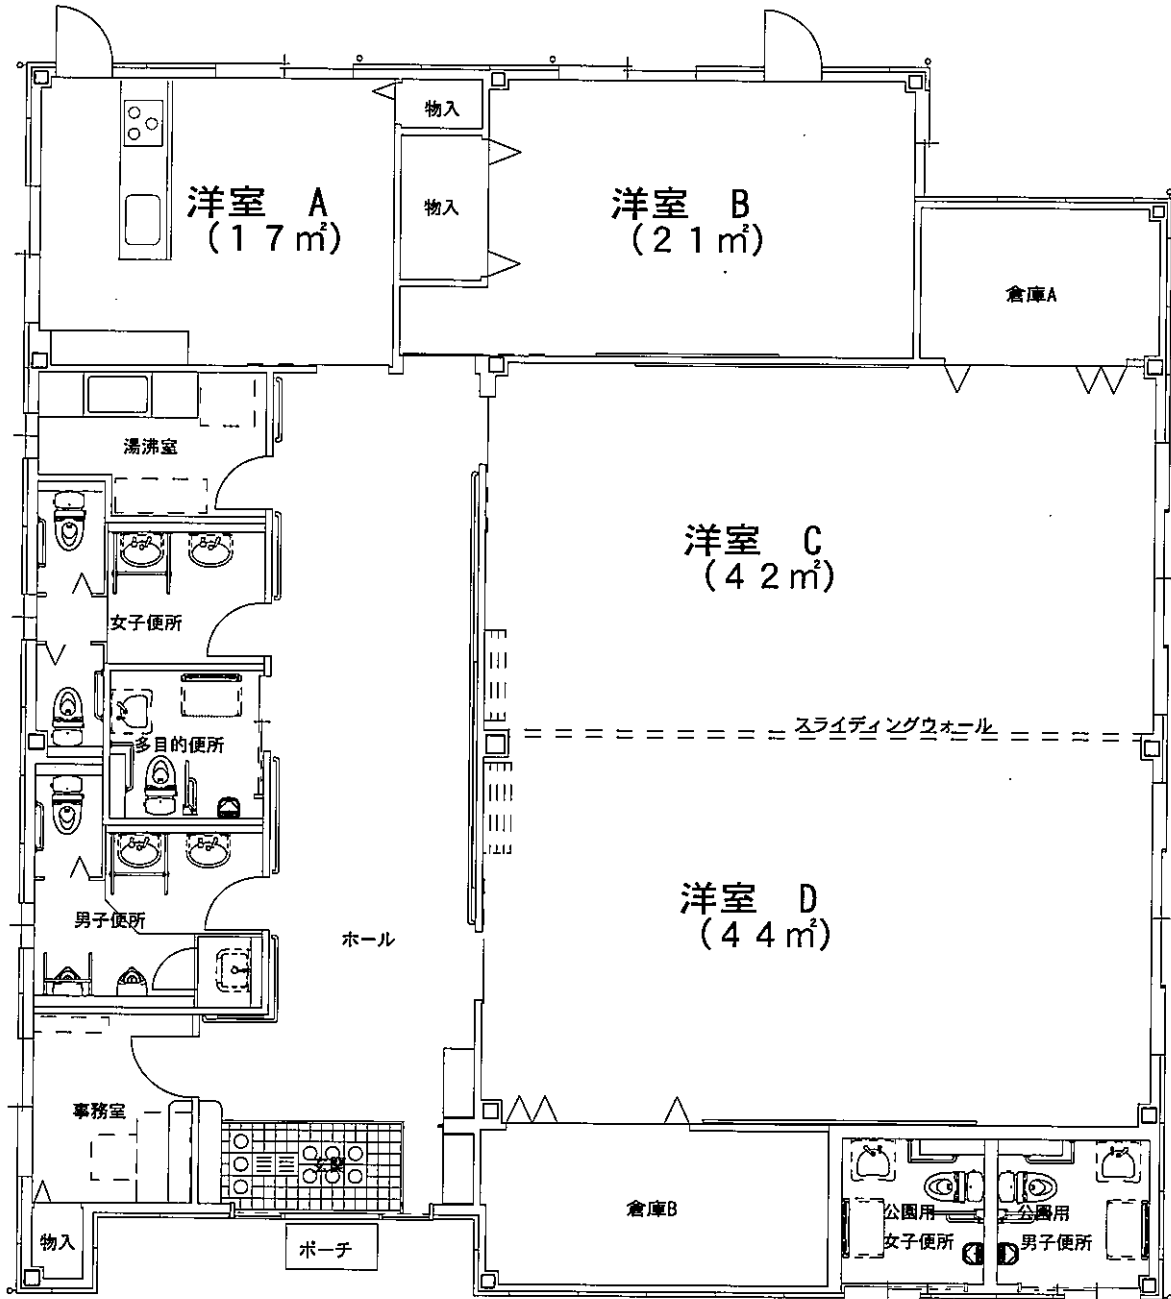 物入
洋室 A
(17㎡)
物入
洋室 B
(21㎡)
倉庫A
湯沸室
洋室 C
(42㎡)
女子便所
スライディングウォール
多目的便所
洋室 D
(44㎡)
男子便所
ホール
事務室
玄関
倉庫B
公園用
女子便所
公園用
男子便所
物入
ポーチ